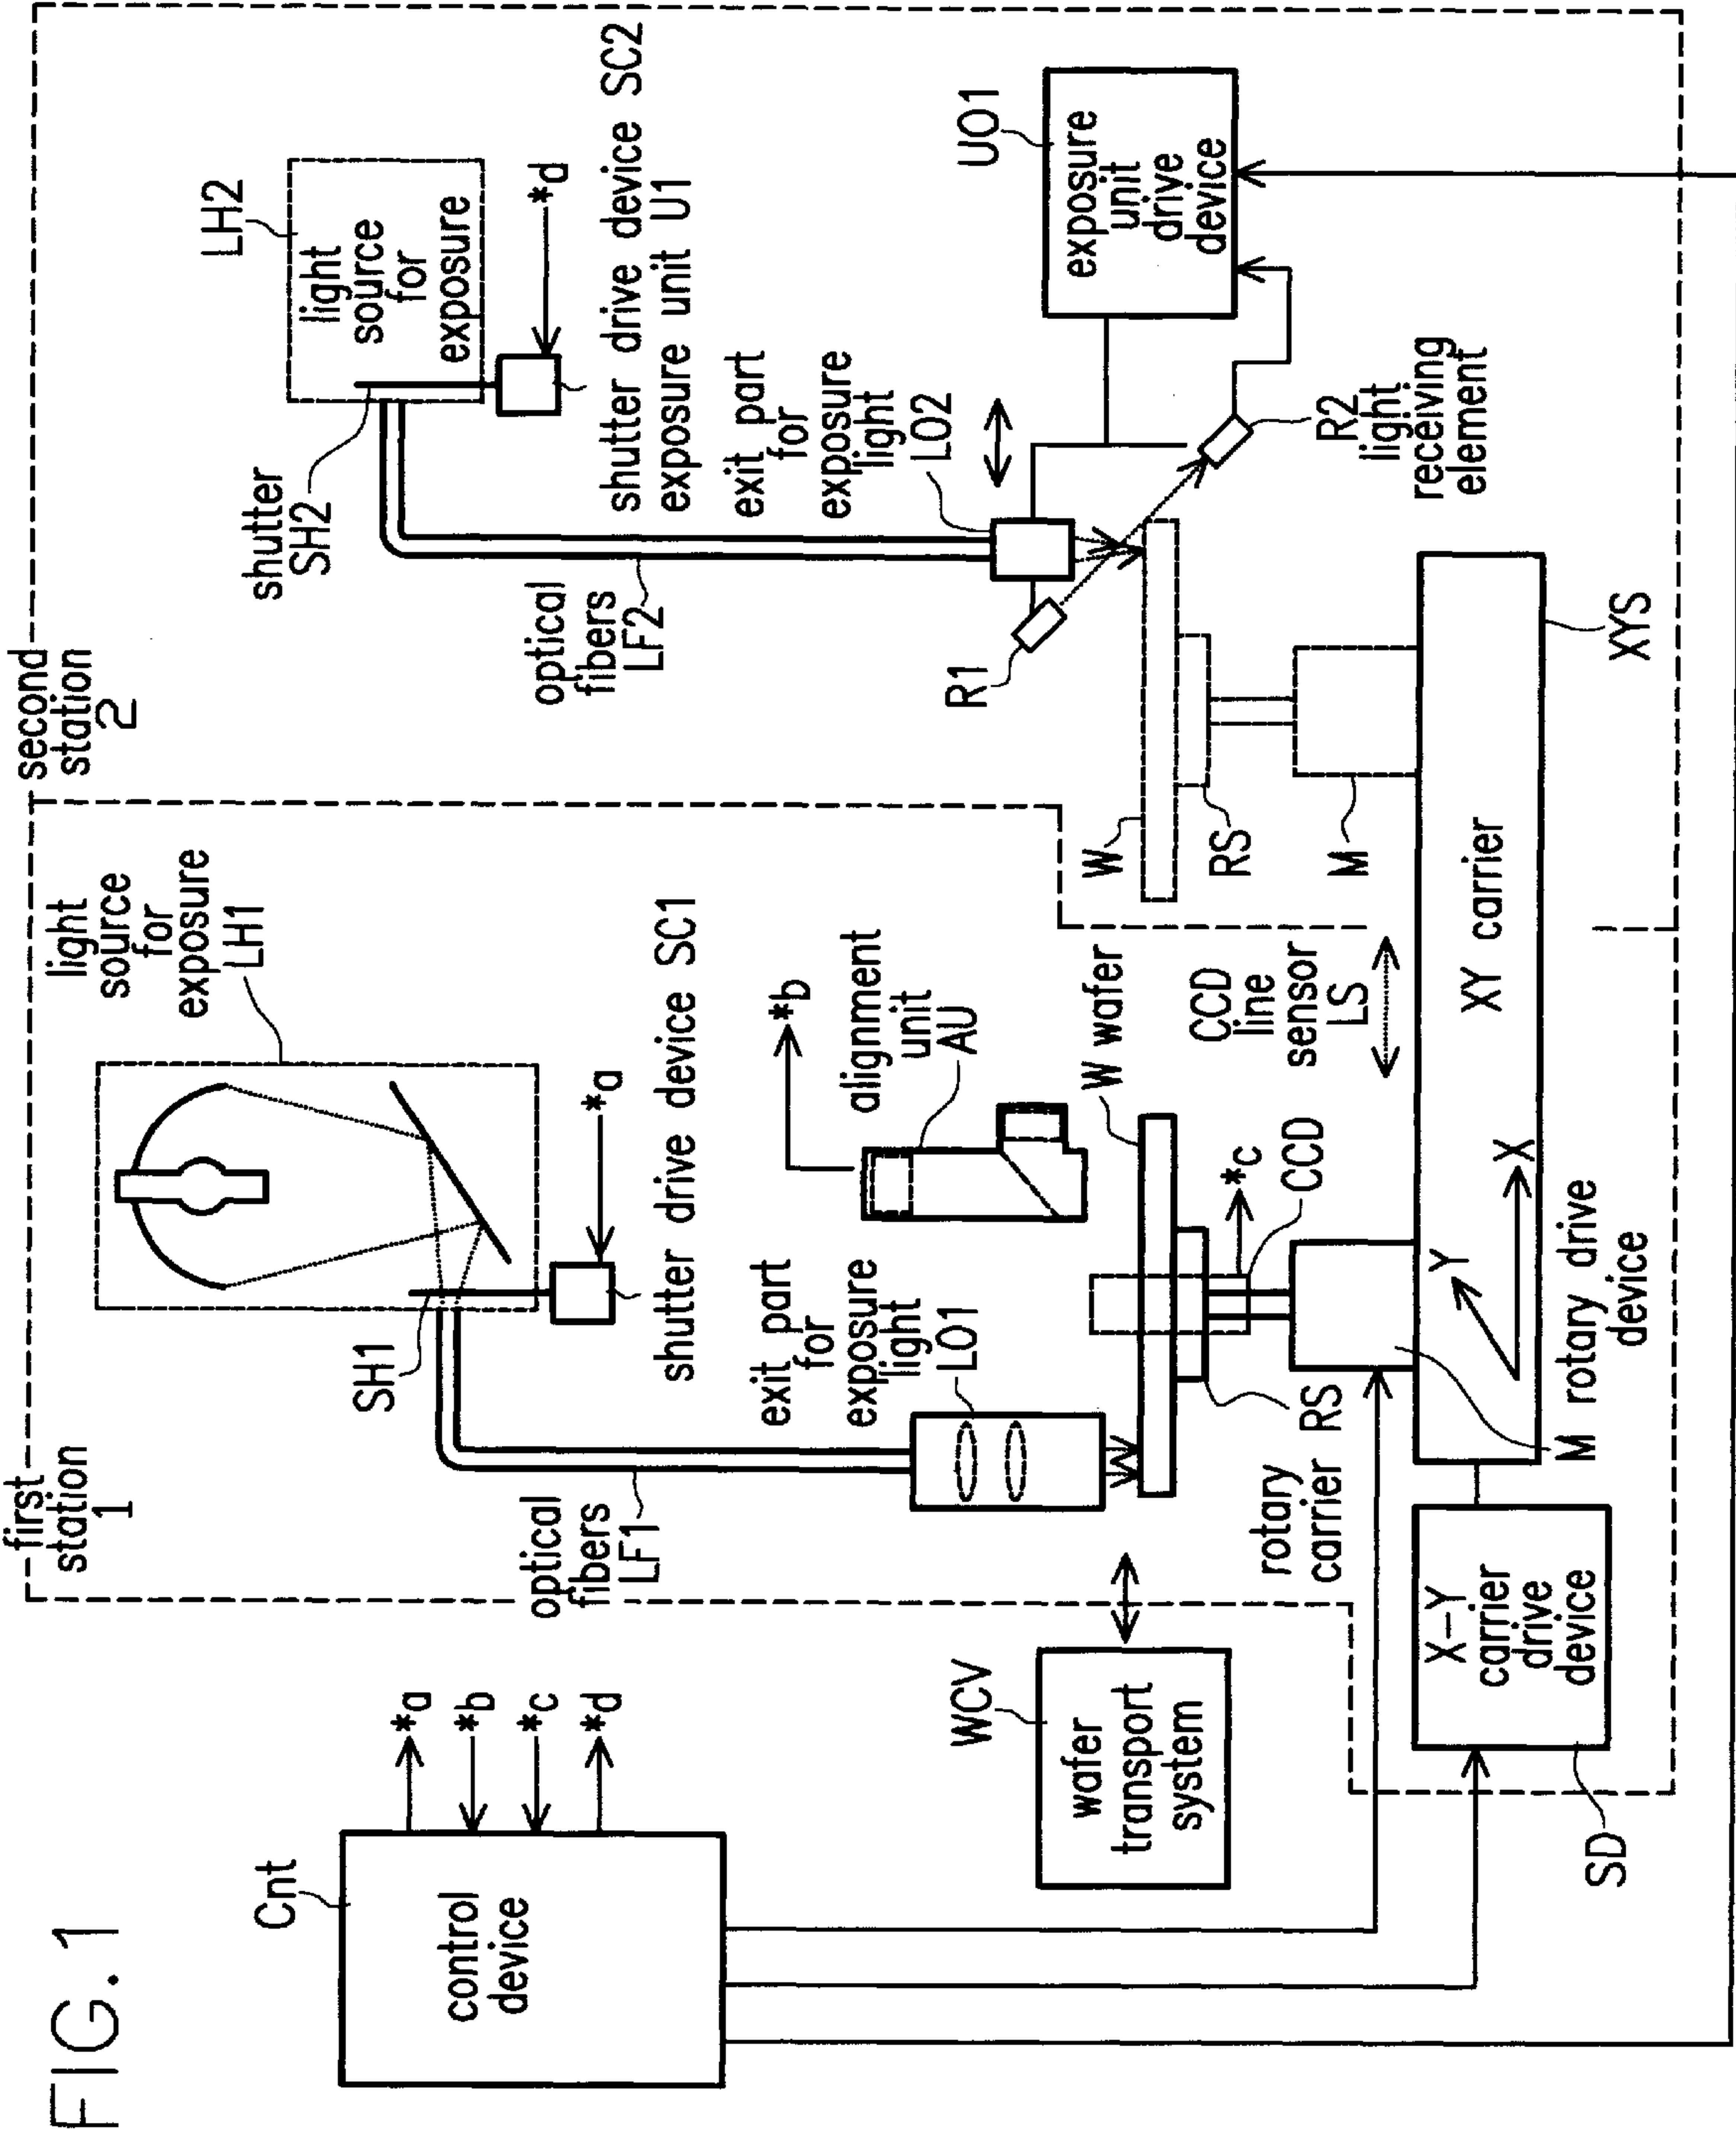 FIG. 1
first
station
1
second
station
2
Cnt
control
device
*a
*b
*c
*d
light
source
for
exposure
LH1
SH1
*a
shutter drive device SC1
optical
fibers
LF1
exit part
for
exposure
light
LO1
*b
alignment
unit
AU
W wafer
*c
CCD
CCD
line
sensor
LS
rotary
carrier RS
WCV
wafer
transport
system
X-Y
carrier
drive
device
SD
M rotary drive
device
Y
X
XY carrier
XYS
LH2
light
source
for
exposure
shutter
SH2
*d
shutter drive device SC2
exposure unit U1
optical
fibers
LF2
exit part
for
exposure
light
LO2
UO1
exposure
unit
drive
device
R1
R2
light
receiving
element
W
RS
M